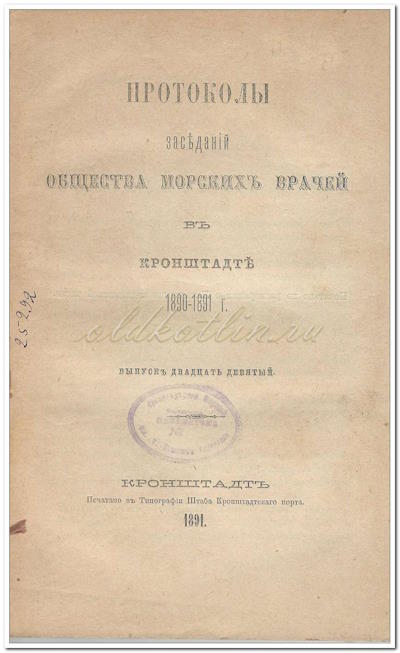 ПРОТОКОЛЫ
засѣданій
ОБЩЕСТВА МОРСКИХЪ ВРАЧЕЙ
ВЪ
КРОНШТАДТѢ
1890-1891 г.
oldkotlin.ru
25292
ВЫПУСКЪ ДВАДЦАТЬ ДЕВЯТЫЙ.
КРОНШТАДТЪ
Печатано въ Типографіи Штаба Кронштадтскаго порта.
1891.